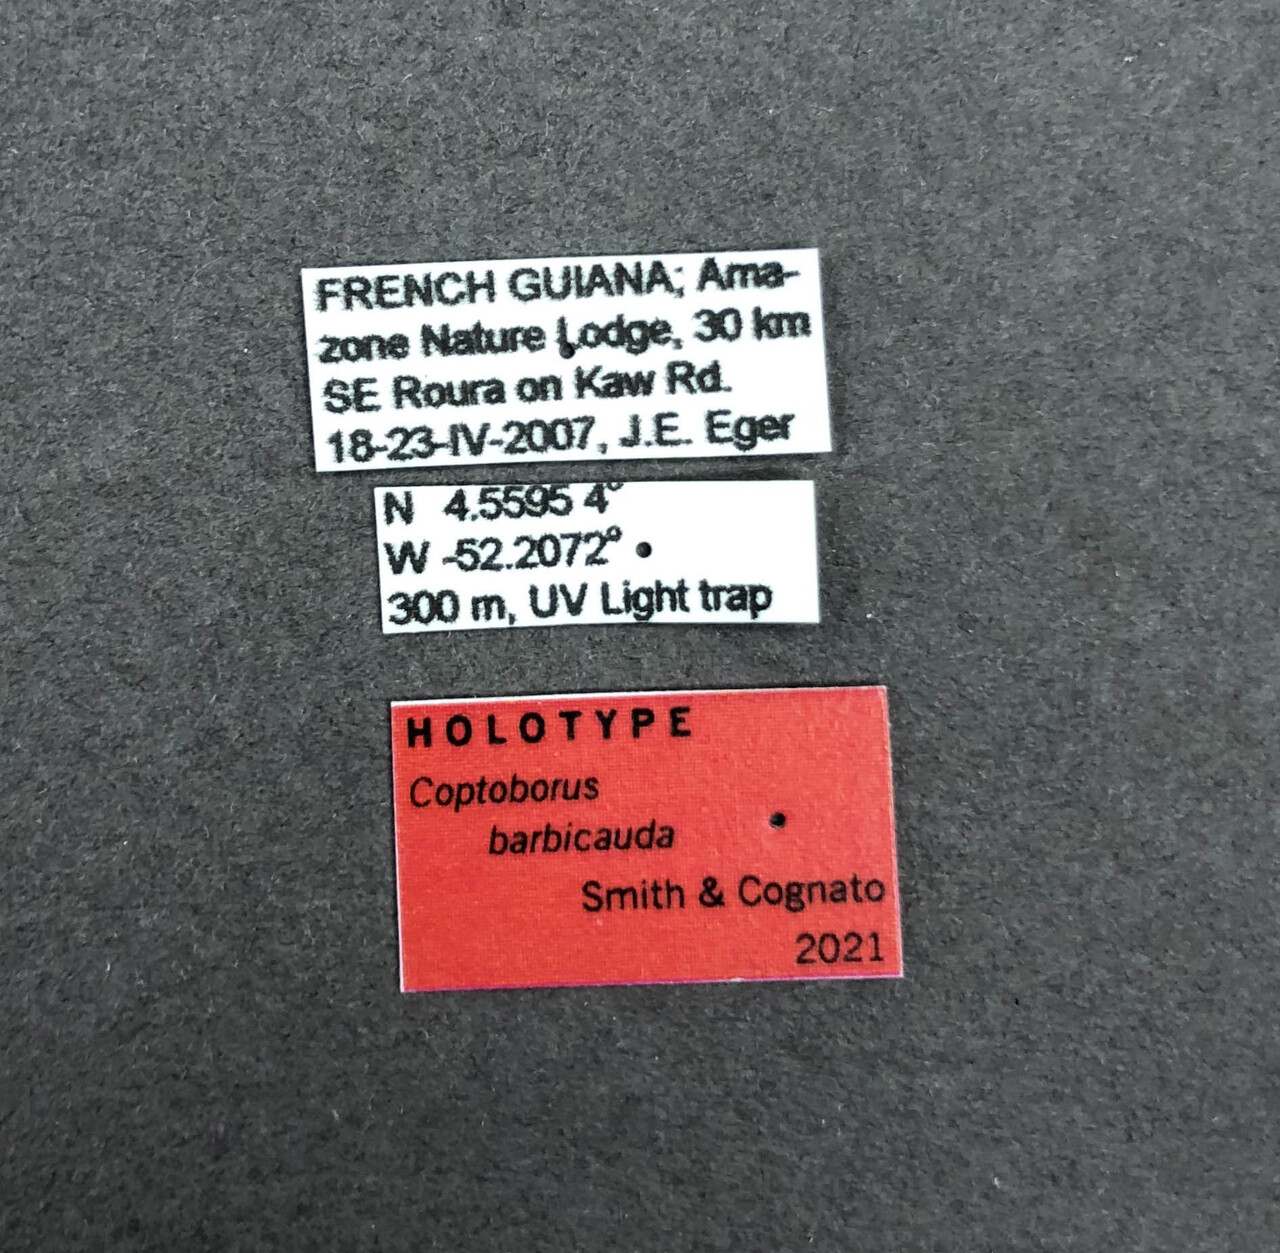 FRENCH GUIANA; Ama-
zone Nature Lodge, 30 km
SE Roura on Kaw Rd.
18-23-IV-2007, J.E. Eger
N 4.5595 4°
W -52.2072°
300 m, UV Light trap
HOLOTYPE
Coptoborus
barbicauda
Smith & Cognato
2021